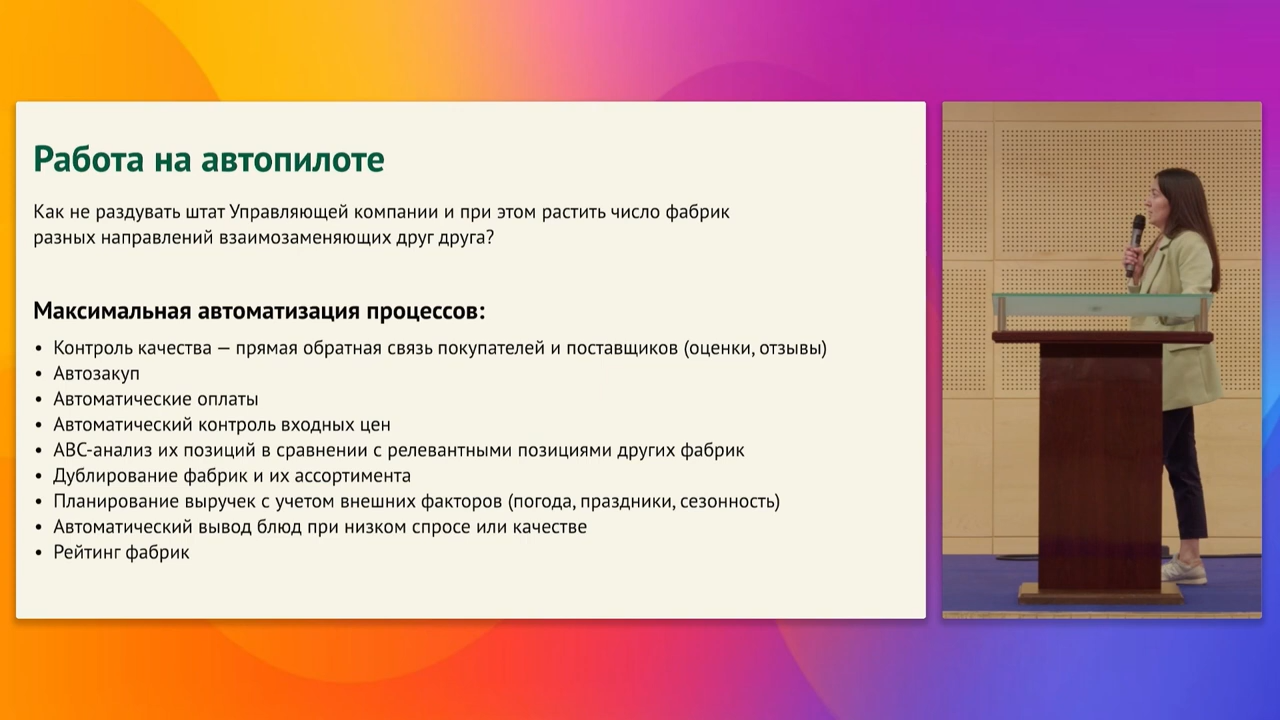 Работа на автопилоте
Как не раздувать штат Управляющей компании и при этом растить число фабрик
разных направлений взаимозаменяющих друг друга?
Максимальная автоматизация процессов:
• Контроль качества — прямая обратная связь покупателей и поставщиков (оценки, отзывы)
• Автозакуп
• Автоматические оплаты
• Автоматический контроль входных цен
• ABC-анализ их позиций в сравнении с релевантными позициями других фабрик
• Дублирование фабрик и их ассортимента
• Планирование выручек с учетом внешних факторов (погода, праздники, сезонность)
• Автоматический вывод блюд при низком спросе или качестве
• Рейтинг фабрик